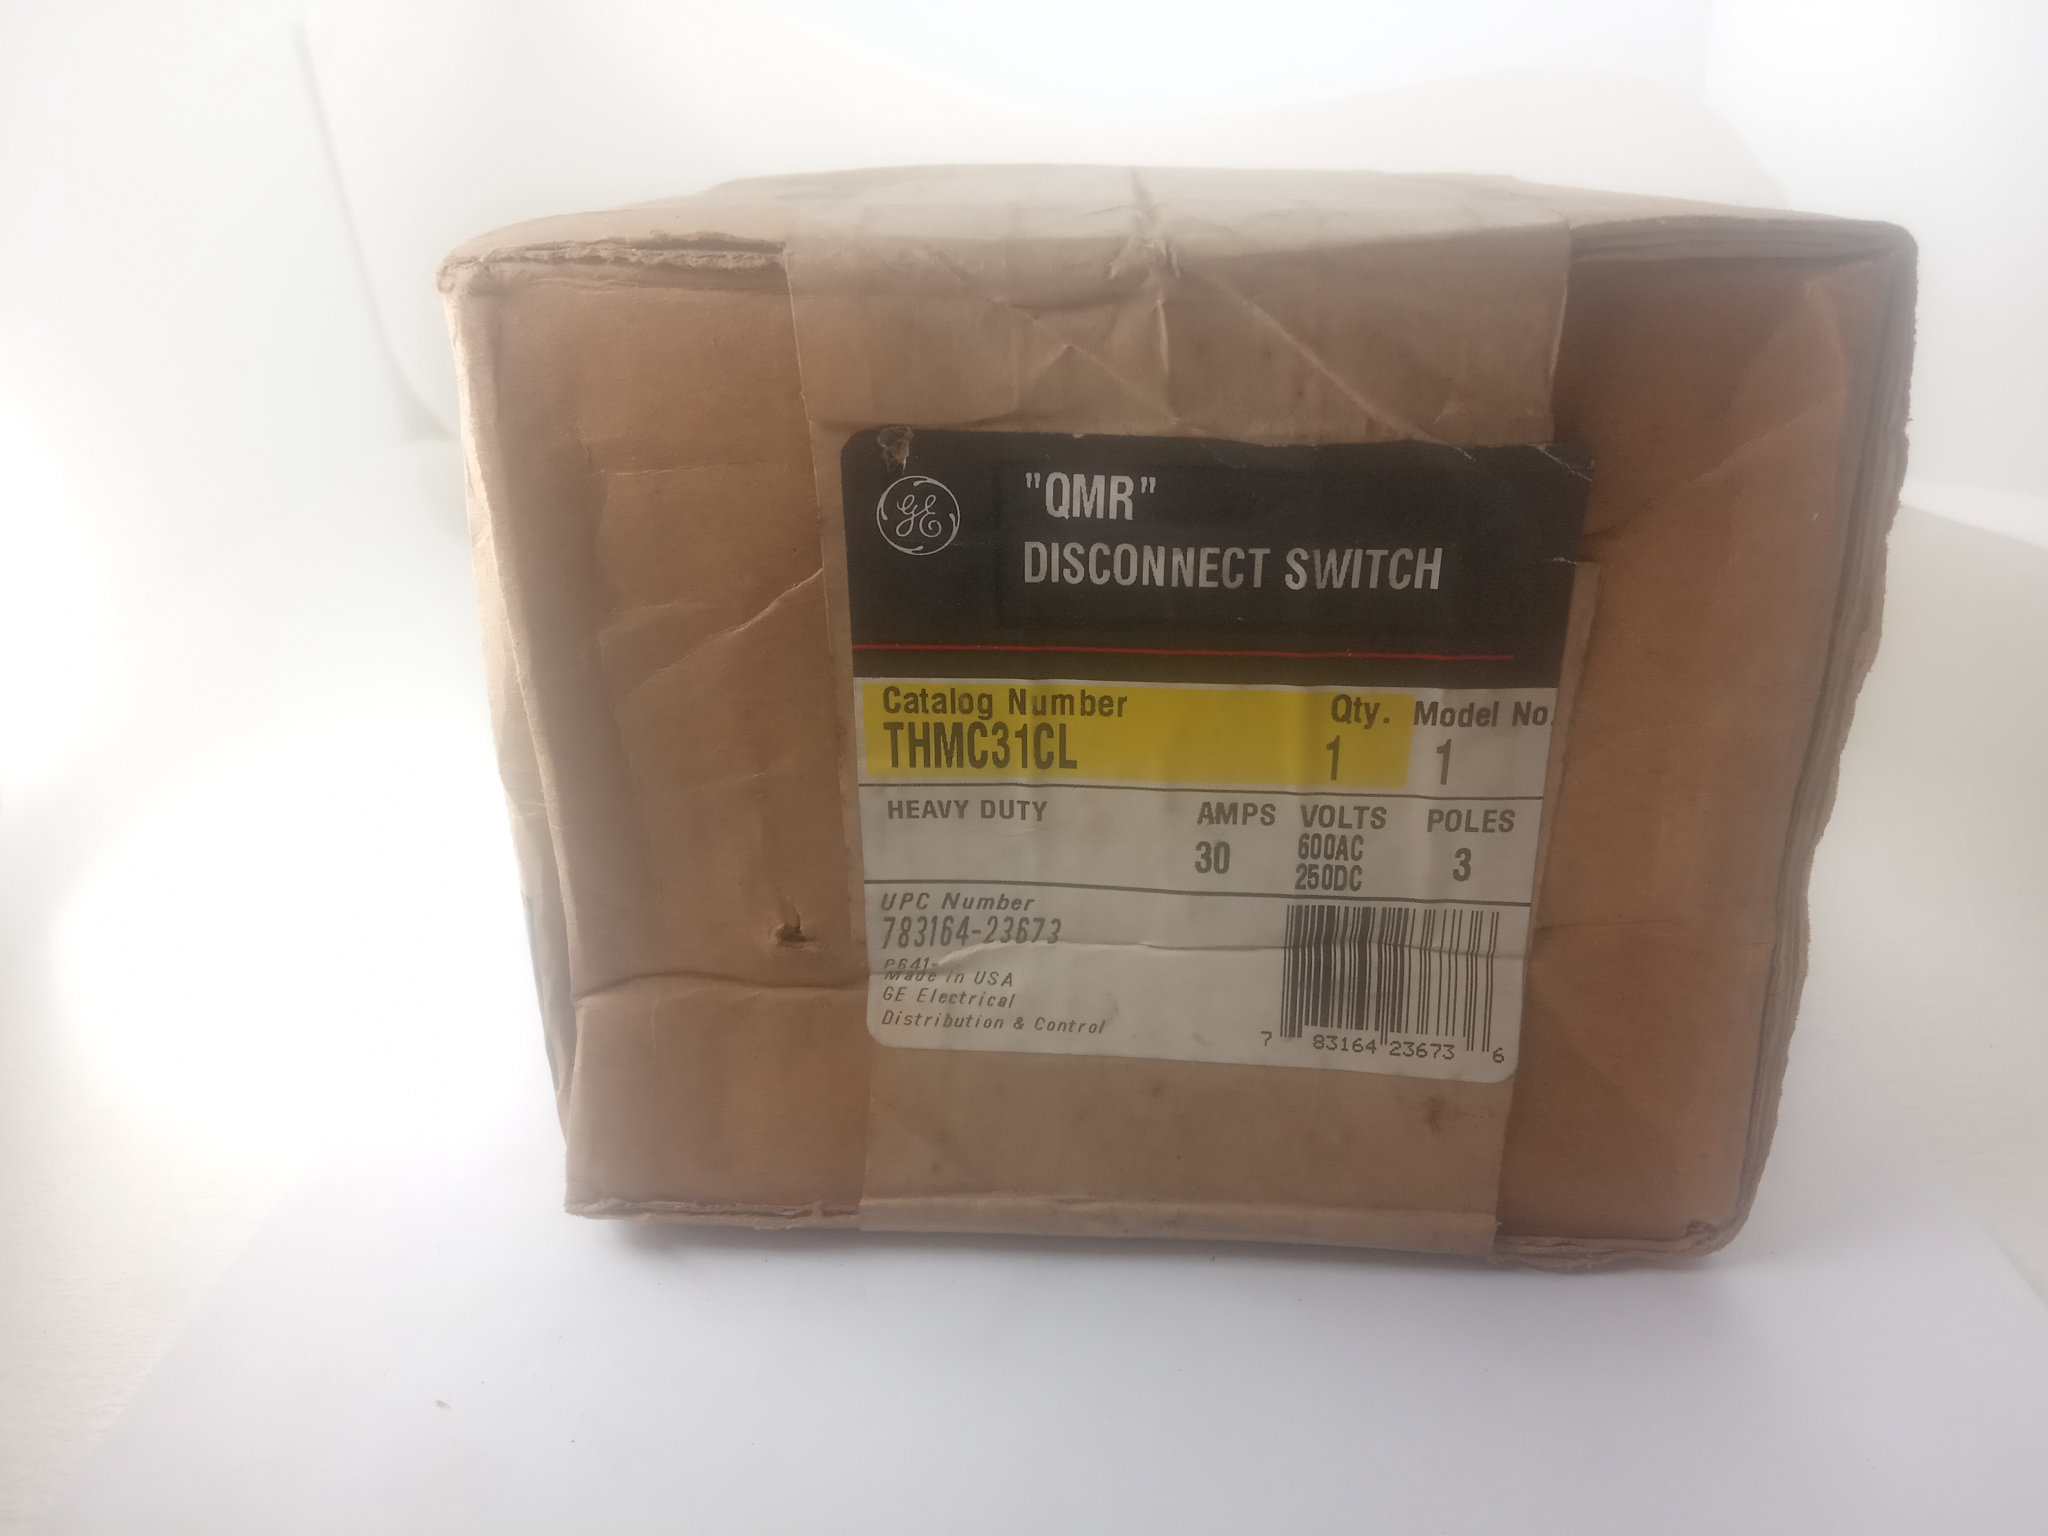 GE
"QMR"
DISCONNECT SWITCH
Catalog Number Qty. Model No.
THMC31CL 1 1
HEAVY DUTY AMPS VOLTS POLES
30 600AC 3
250DC
UPC Number
783164-23673
P641-
Made in USA
GE Electrical
Distribution & Control
7 83164 23673 6